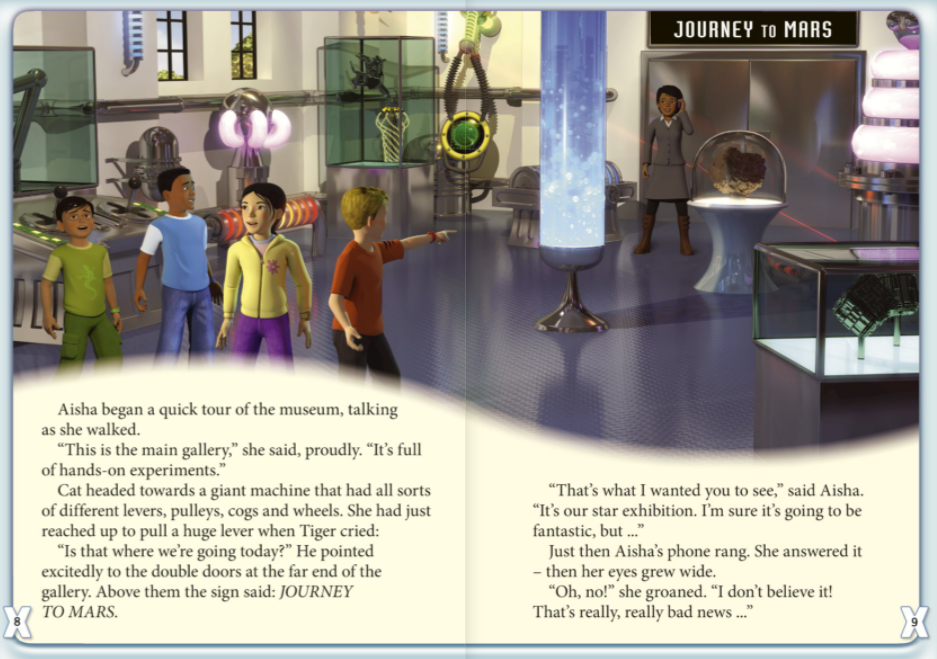 JOURNEY TO MARS
Aisha began a quick tour of the museum, talking
as she walked.
“This is the main gallery,” she said, proudly. “It’s full
of hands-on experiments.”
Cat headed towards a giant machine that had all sorts
of different levers, pulleys, cogs and wheels. She had just
reached up to pull a huge lever when Tiger cried:
“Is that where we’re going today?” He pointed
excitedly to the double doors at the far end of the
gallery. Above them the sign said: JOURNEY
TO MARS.
8
“That’s what I wanted you to see,” said Aisha.
“It’s our star exhibition. I’m sure it’s going to be
fantastic, but ...”
Just then Aisha’s phone rang. She answered it
– then her eyes grew wide.
“Oh, no!” she groaned. “I don’t believe it!
That’s really, really bad news ...”
9